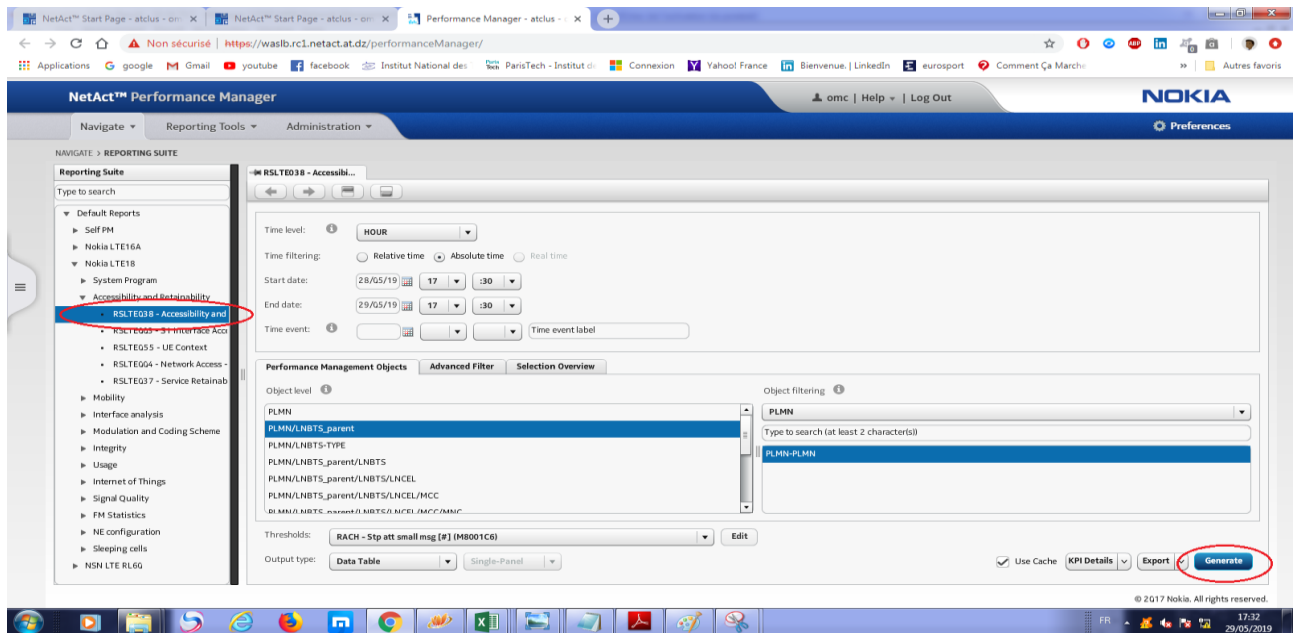 NetAct™ Start Page - atclus - om
NetAct™ Start Page - atclus - om
Performance Manager - atclus -
Non sécurisé | https://waslb.rc1.netact.at.dz/performanceManager/
Applications google Gmail youtube facebook Institut National des ParisTech - Institut de Connexion Yahoo! France Bienvenue. | LinkedIn eurosport Comment Ça Marche » Autres favoris
NetAct™ Performance Manager
omc | Help | Log Out
NOKIA
Navigate Reporting Tools Administration
Preferences
NAVIGATE > REPORTING SUITE
Reporting Suite
Type to search
Default Reports
Self PM
Nokia LTE16A
Nokia LTE18
System Program
Accessibility and Retainability
RSLTE038 - Accessibility and
RSLTE065 - S1 Interface Acce
RSLTE055 - UE Context
RSLTE004 - Network Access -
RSLTE037 - Service Retainab
Mobility
Interface analysis
Modulation and Coding Scheme
Integrity
Usage
Internet of Things
Signal Quality
FM Statistics
NE configuration
Sleeping cells
NSN LTE RL60
RSLTE038 - Accessibi...
Time level: HOUR
Time filtering: Relative time Absolute time Real time
Start date: 28/05/19 17 :30
End date: 29/05/19 17 :30
Time event: Time event label
Performance Management Objects Advanced Filter Selection Overview
Object level
PLMN
PLMN/LNBTS_parent
PLMN/LNBTS-TYPE
PLMN/LNBTS_parent/LNBTS
PLMN/LNBTS_parent/LNBTS/LNCEL
PLMN/LNBTS_parent/LNBTS/LNCEL/MCC
PLMN/LNBTS_parent/LNBTS/LNCEL/MCC/MNC
Object filtering
PLMN
Type to search (at least 2 character(s))
PLMN-PLMN
Thresholds: RACH - Stp att small msg [#] (M8001C6) Edit
Output type: Data Table Single-Panel
Use Cache KPI Details Export Generate
© 2017 Nokia. All rights reserved.
FR
17:32
29/05/2019